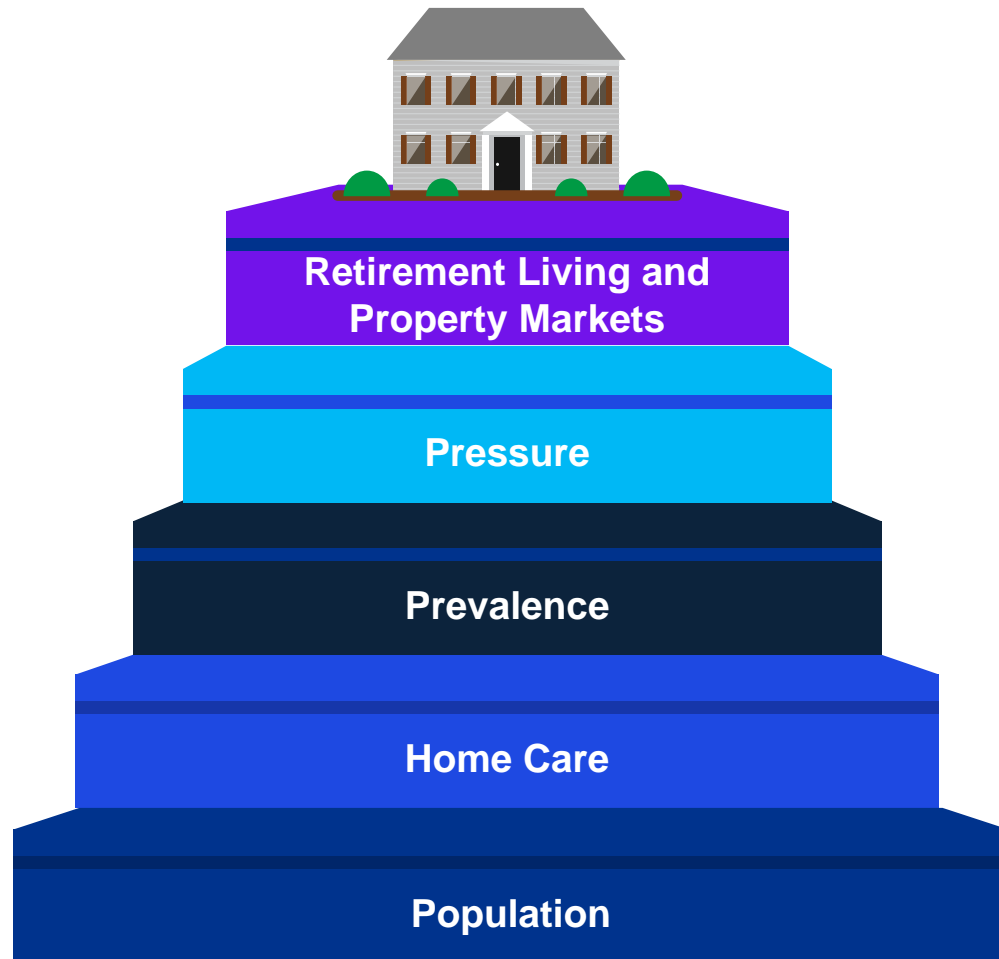 Retirement Living and
Property Markets
Pressure
Prevalence
Home Care
Population